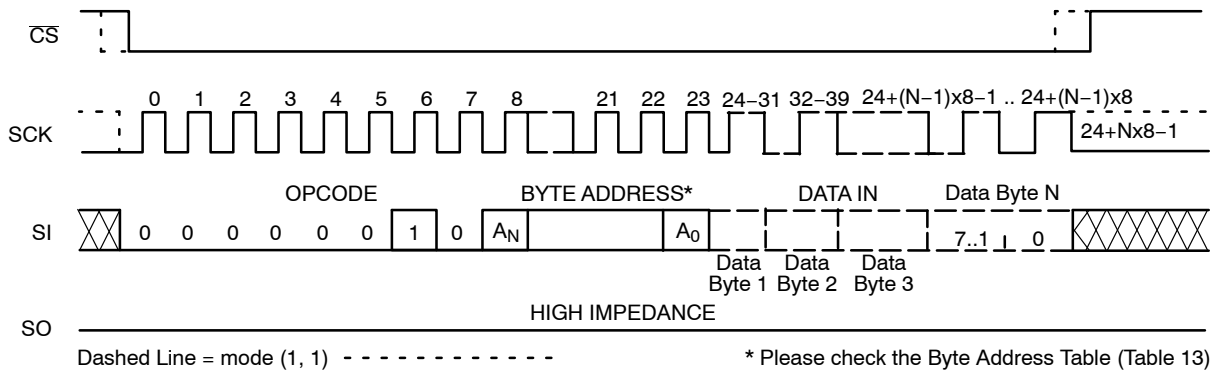 CS
0 1 2 3 4 5 6 7 8 21 22 23 24−31 32−39 24+(N−1)x8−1 .. 24+(N−1)x8
SCK
24+Nx8−1
OPCODE BYTE ADDRESS* DATA IN Data Byte N
SI 0 0 0 0 0 0 1 0 AN A0 7..1 0
Data Byte 1
Data Byte 2
Data Byte 3
HIGH IMPEDANCE
SO
Dashed Line = mode (1, 1) * Please check the Byte Address Table (Table 13)